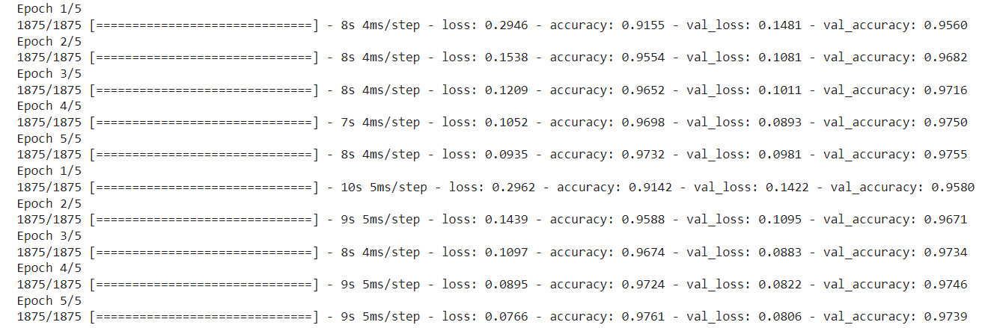 Epoch 1/5
1875/1875 [==============================] - 8s 4ms/step - loss: 0.2946 - accuracy: 0.9155 - val_loss: 0.1481 - val_accuracy: 0.9560
Epoch 2/5
1875/1875 [==============================] - 8s 4ms/step - loss: 0.1538 - accuracy: 0.9554 - val_loss: 0.1081 - val_accuracy: 0.9682
Epoch 3/5
1875/1875 [==============================] - 8s 4ms/step - loss: 0.1209 - accuracy: 0.9652 - val_loss: 0.1011 - val_accuracy: 0.9716
Epoch 4/5
1875/1875 [==============================] - 7s 4ms/step - loss: 0.1052 - accuracy: 0.9698 - val_loss: 0.0893 - val_accuracy: 0.9750
Epoch 5/5
1875/1875 [==============================] - 8s 4ms/step - loss: 0.0935 - accuracy: 0.9732 - val_loss: 0.0981 - val_accuracy: 0.9755
Epoch 1/5
1875/1875 [==============================] - 10s 5ms/step - loss: 0.2962 - accuracy: 0.9142 - val_loss: 0.1422 - val_accuracy: 0.9580
Epoch 2/5
1875/1875 [==============================] - 9s 5ms/step - loss: 0.1439 - accuracy: 0.9588 - val_loss: 0.1095 - val_accuracy: 0.9671
Epoch 3/5
1875/1875 [==============================] - 8s 4ms/step - loss: 0.1097 - accuracy: 0.9674 - val_loss: 0.0883 - val_accuracy: 0.9734
Epoch 4/5
1875/1875 [==============================] - 9s 5ms/step - loss: 0.0895 - accuracy: 0.9724 - val_loss: 0.0822 - val_accuracy: 0.9746
Epoch 5/5
1875/1875 [==============================] - 9s 5ms/step - loss: 0.0766 - accuracy: 0.9761 - val_loss: 0.0806 - val_accuracy: 0.9739